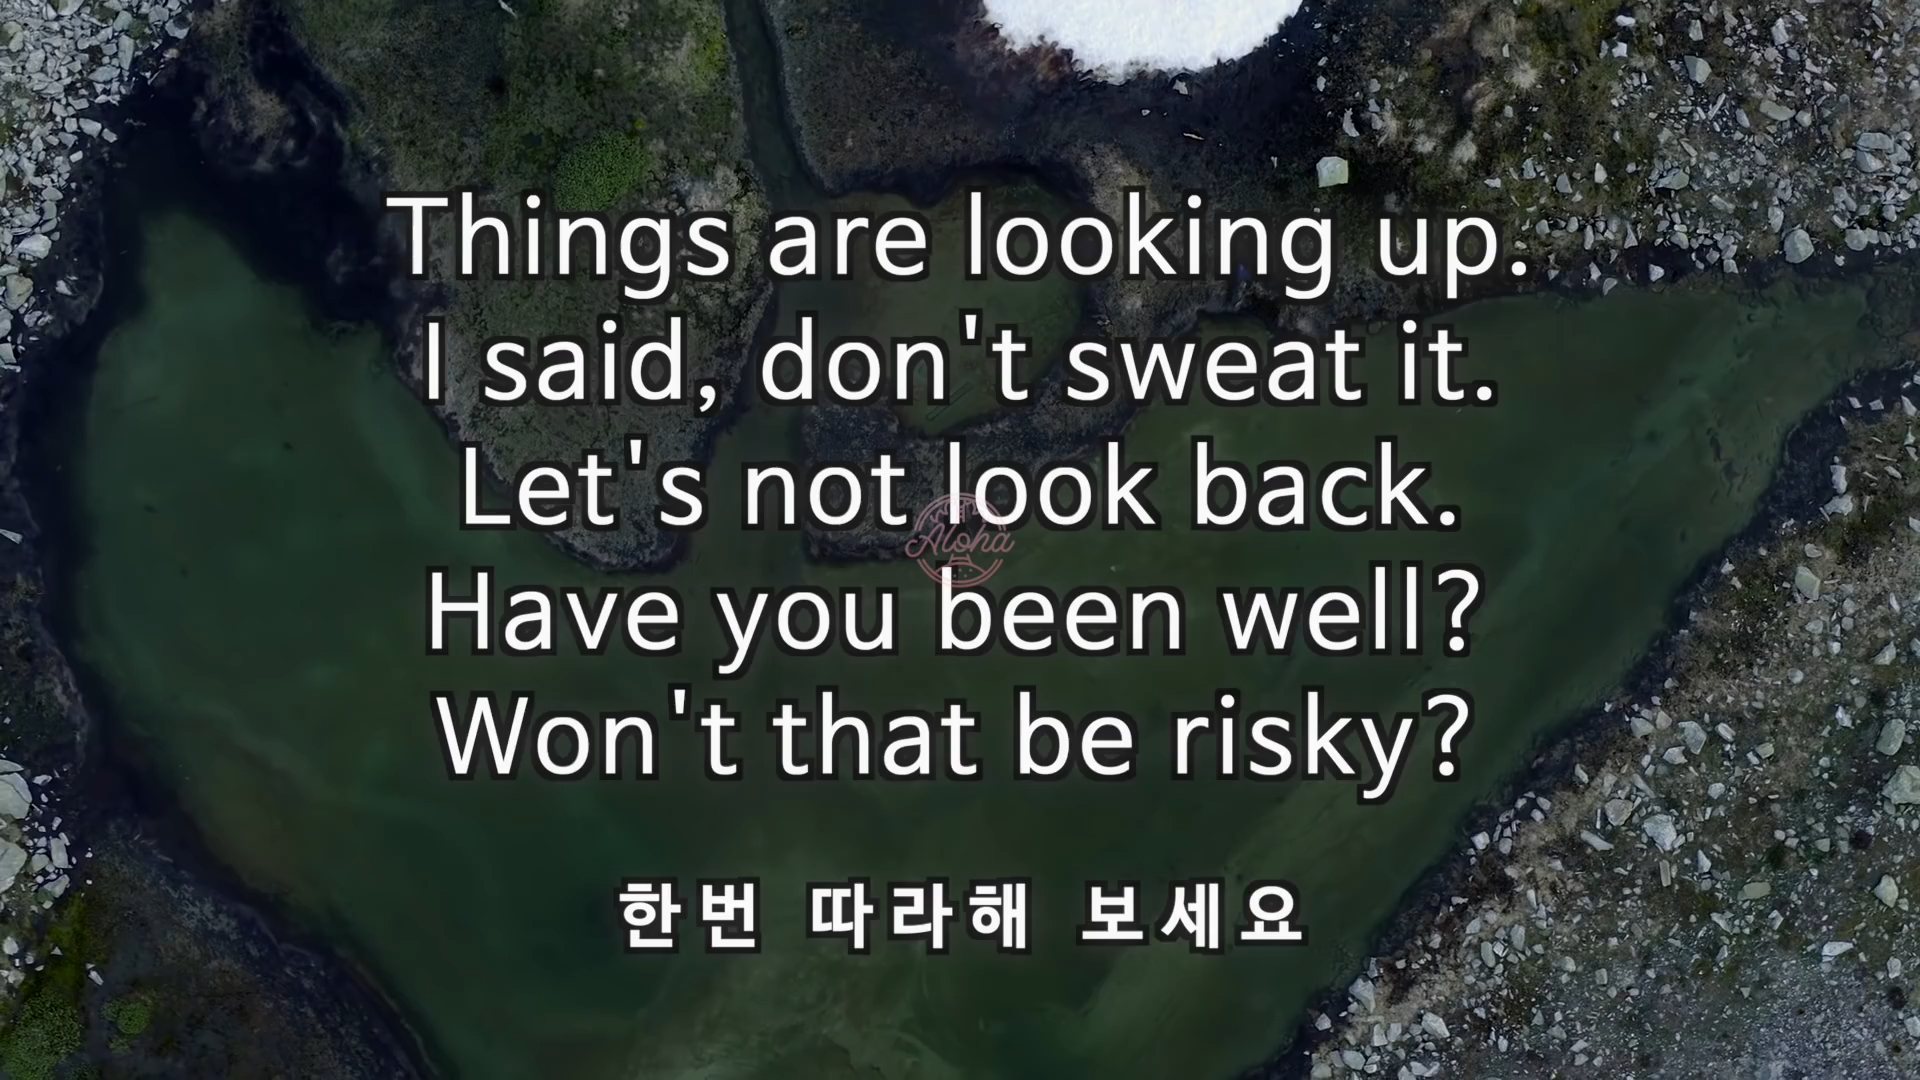 Things are looking up.
I said, don't sweat it.
Let's not look back.
Aloha
Have you been well?
Won't that be risky?
한번 따라해 보세요